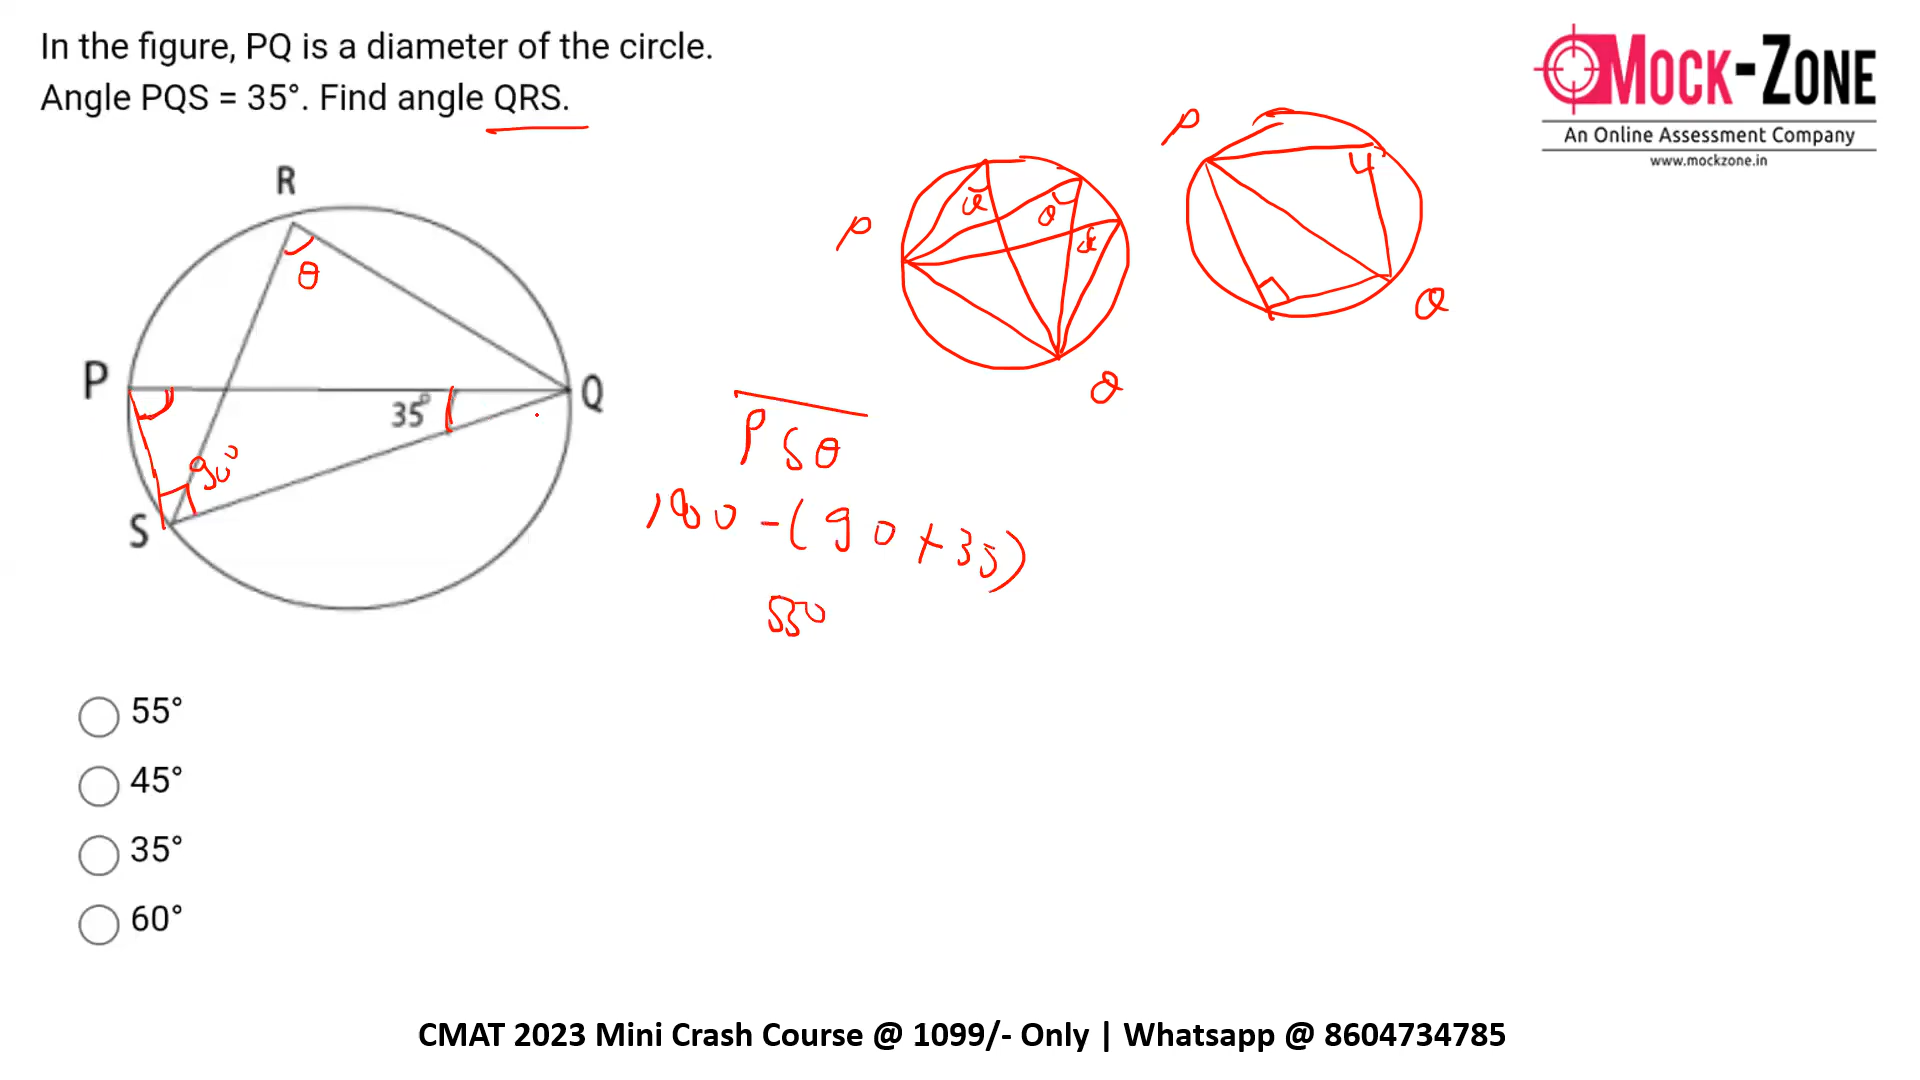 In the figure, PQ is a diameter of the circle.
Angle PQS = 35°. Find angle QRS.
MOCK-ZONE
An Online Assessment Company
www.mockzone.in
R
θ
P
Q
35°
90°
S
P
Q
P
Q
PSQ
180 - (90 + 35)
55°
55°
45°
35°
60°
CMAT 2023 Mini Crash Course @ 1099/- Only | Whatsapp @ 8604734785